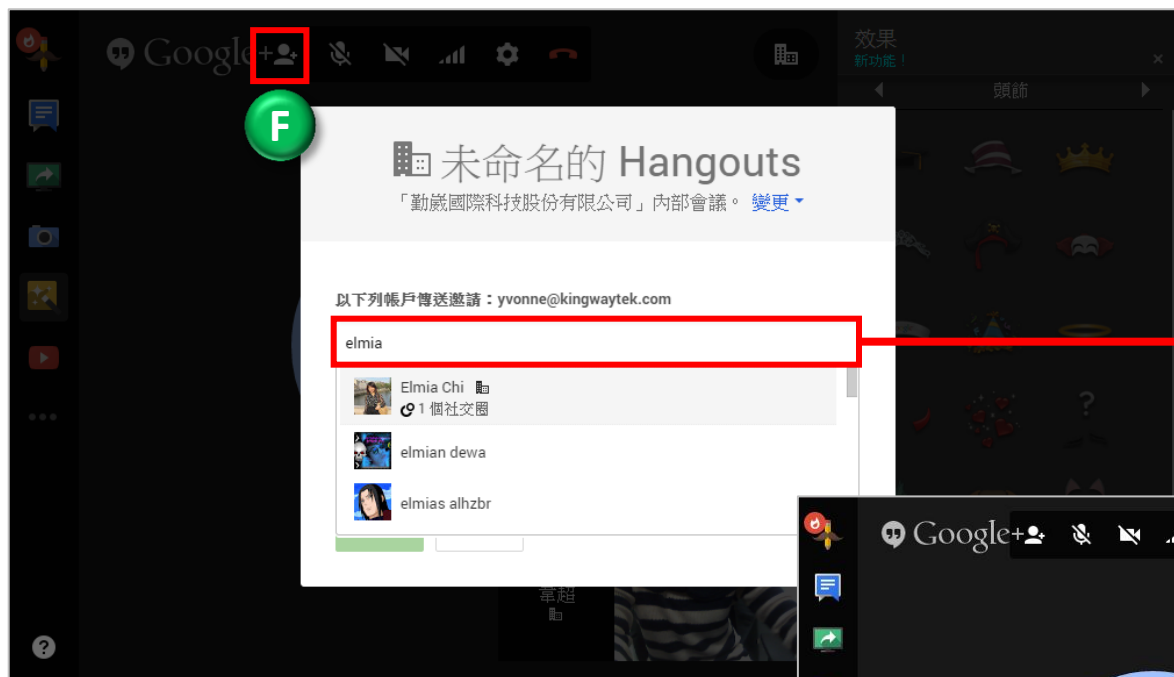 Google+
效果
新功能！
×
頭飾
F
未命名的 Hangouts
「勤崴國際科技股份有限公司」內部會議。 變更
以下列帳戶傳送邀請：yvonne@kingwaytek.com
elmia
Elmia Chi
1 個社交圈
elmian dewa
elmias alhzbr
韋超
Google+